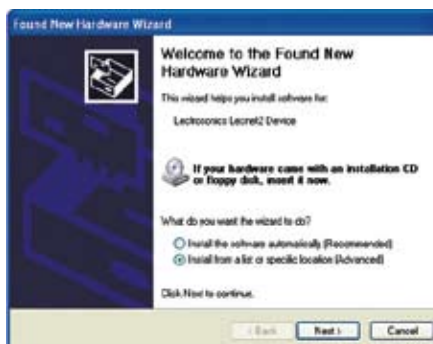 Found New Hardware Wizard
Welcome to the Found New
Hardware Wizard
This wizard helps you install software for:
Lectrosonics Lecnet2 Device
If your hardware came with an installation CD
or floppy disk, insert it now.
What do you want the wizard to do?
Install the software automatically (Recommended)
Install from a list or specific location (Advanced)
Click Next to continue.
< Back
Next >
Cancel